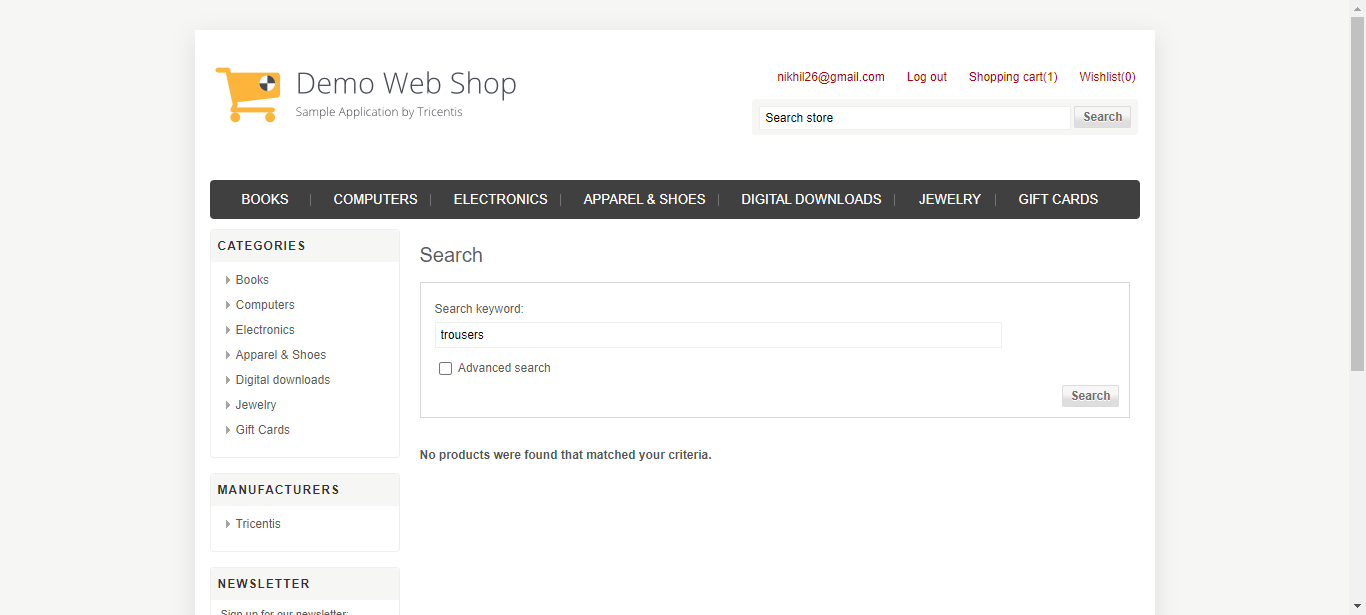 Demo Web Shop
Sample Application by Tricentis
nikhil26@gmail.com Log out Shopping cart(1) Wishlist(0)
Search store Search
BOOKS COMPUTERS ELECTRONICS APPAREL & SHOES DIGITAL DOWNLOADS JEWELRY GIFT CARDS
CATEGORIES
Books
Computers
Electronics
Apparel & Shoes
Digital downloads
Jewelry
Gift Cards
MANUFACTURERS
Tricentis
NEWSLETTER
Sign up for our newsletter:
Search
Search keyword:
trousers
Advanced search
Search
No products were found that matched your criteria.